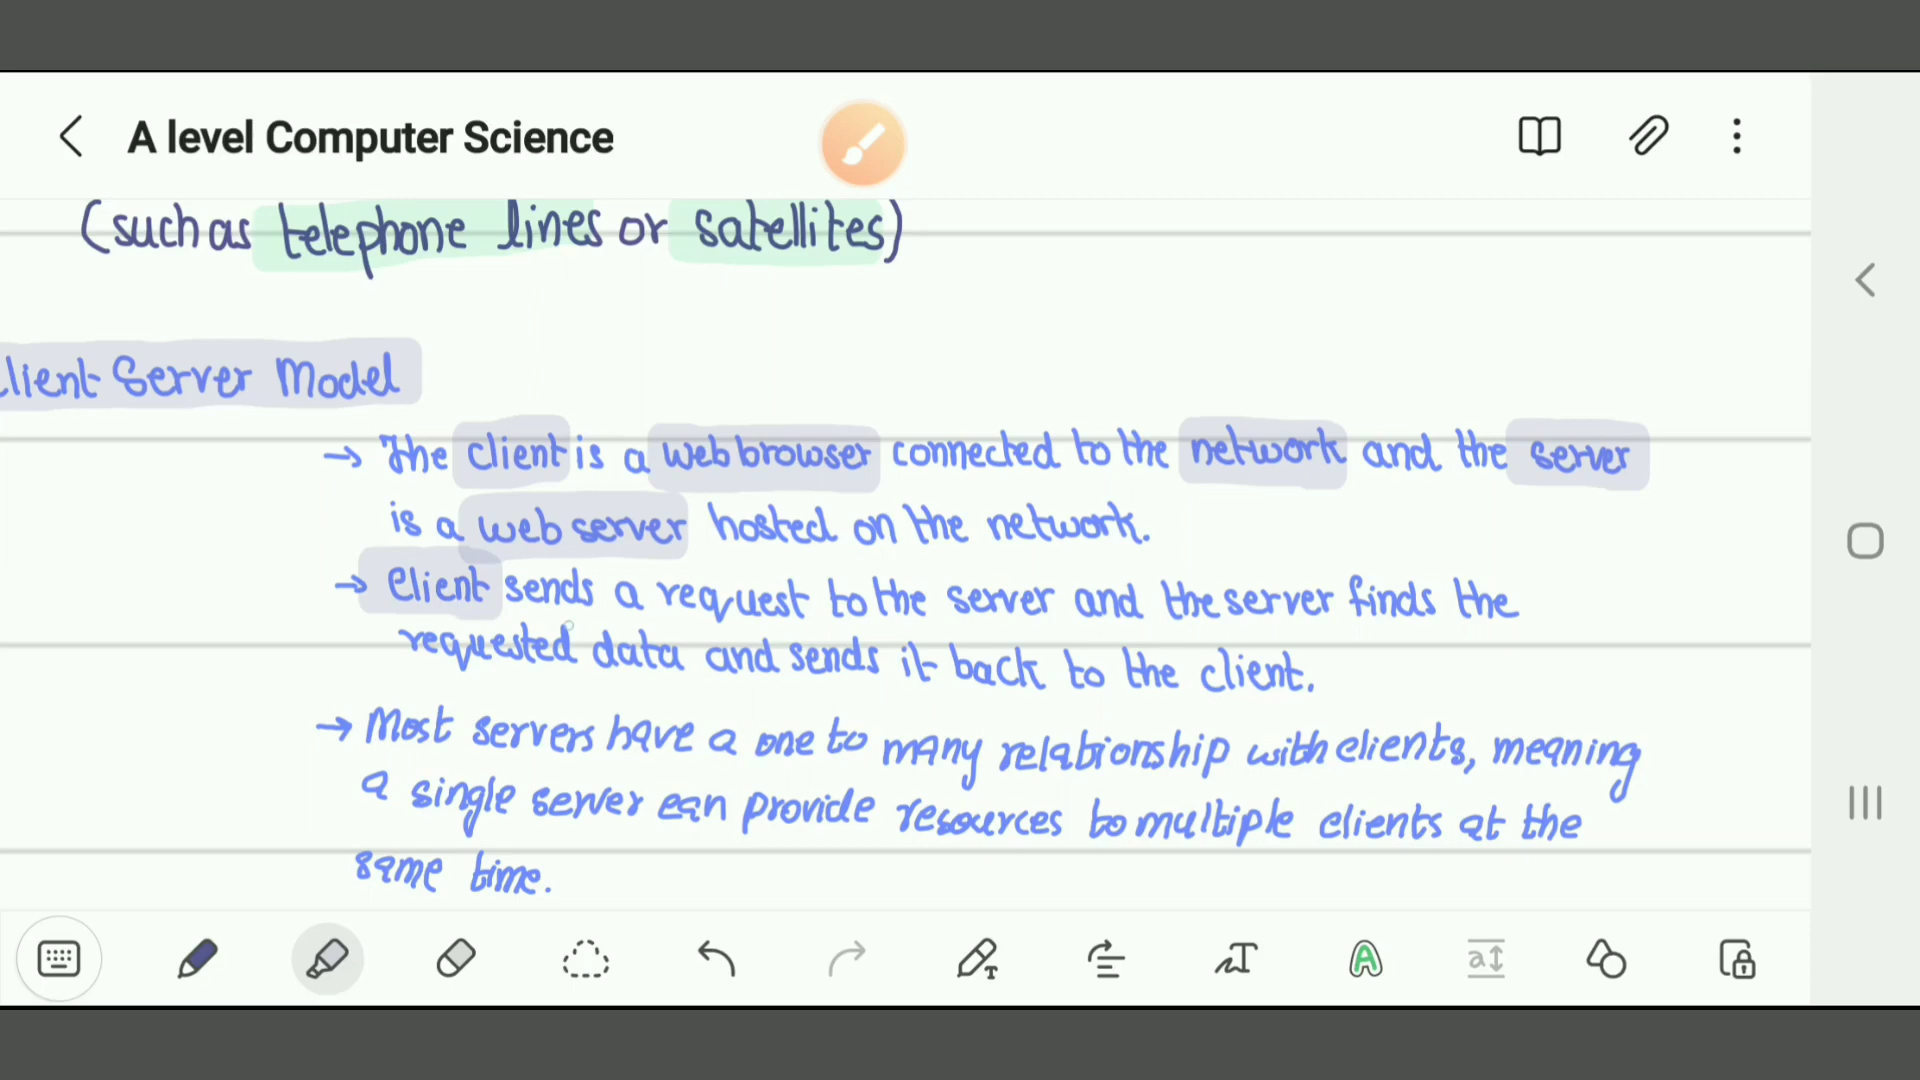 A level Computer Science
(such as telephone lines or satellites)
Client Server Model
→ The client is a web browser connected to the network and the server
is a web server hosted on the network.
→ Client sends a request to the server and the server finds the
requested data and sends it back to the client.
→ Most servers have a one to many relationship with clients, meaning
a single server can provide resources to multiple clients at the
same time.
T
T
A
a